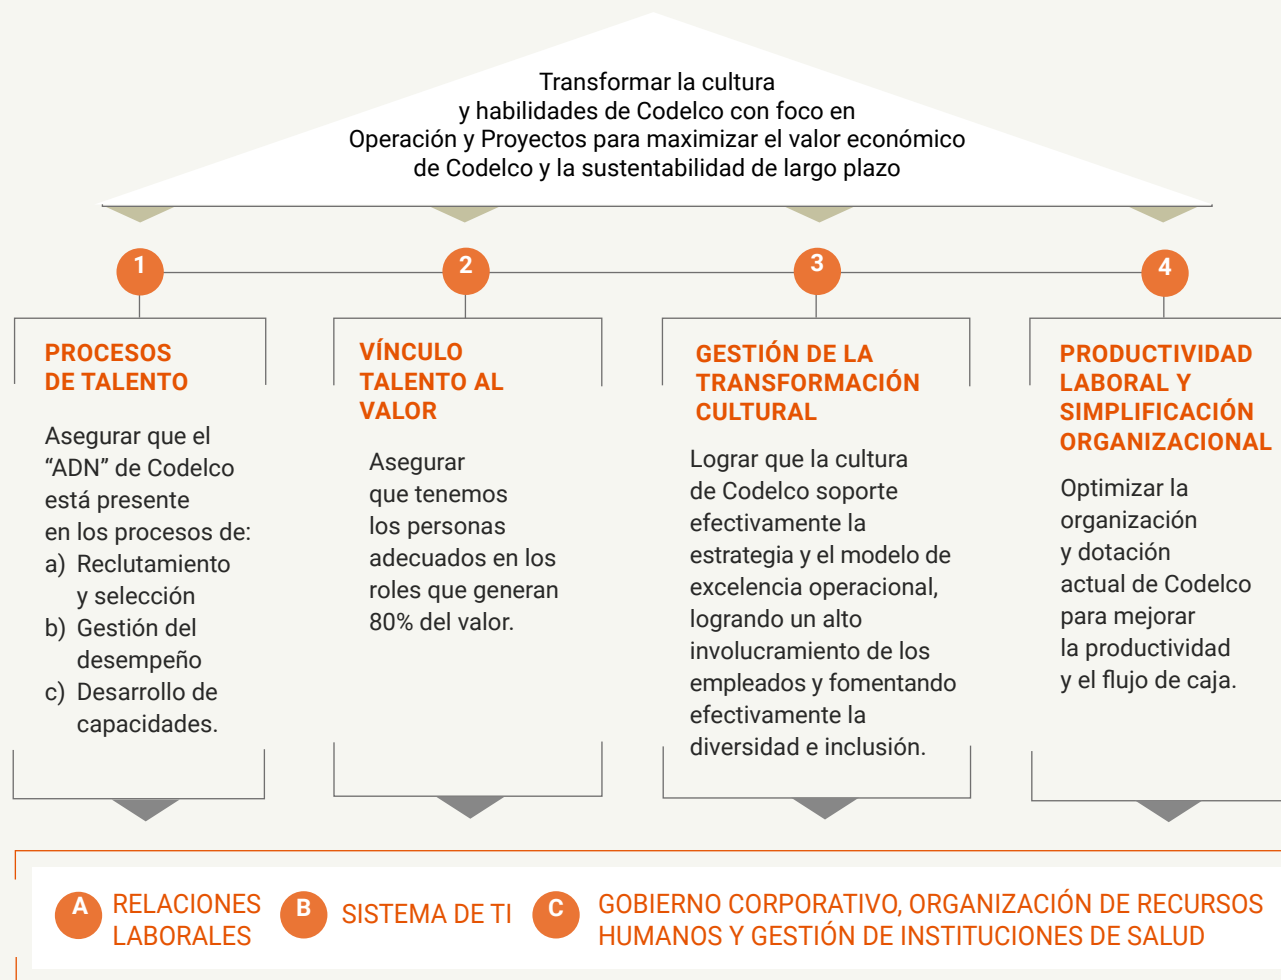 Transformar la cultura
y habilidades de Codelco con foco en
Operación y Proyectos para maximizar el valor económico
de Codelco y la sustentabilidad de largo plazo
1
PROCESOS
DE TALENTO
Asegurar que el
“ADN” de Codelco
está presente
en los procesos de:
a) Reclutamiento
y selección
b) Gestión del
desempeño
c) Desarrollo de
capacidades.
2
VÍNCULO
TALENTO AL
VALOR
Asegurar
que tenemos
los personas
adecuados en los
roles que generan
80% del valor.
3
GESTIÓN DE LA
TRANSFORMACIÓN
CULTURAL
Lograr que la cultura
de Codelco soporte
efectivamente la
estrategia y el modelo de
excelencia operacional,
logrando un alto
involucramiento de los
empleados y fomentando
efectivamente la
diversidad e inclusión.
4
PRODUCTIVIDAD
LABORAL Y
SIMPLIFICACIÓN
ORGANIZACIONAL
Optimizar la
organización
y dotación
actual de Codelco
para mejorar
la productividad
y el flujo de caja.
A
RELACIONES
LABORALES
B
SISTEMA DE TI
C
GOBIERNO CORPORATIVO, ORGANIZACIÓN DE RECURSOS
HUMANOS Y GESTIÓN DE INSTITUCIONES DE SALUD